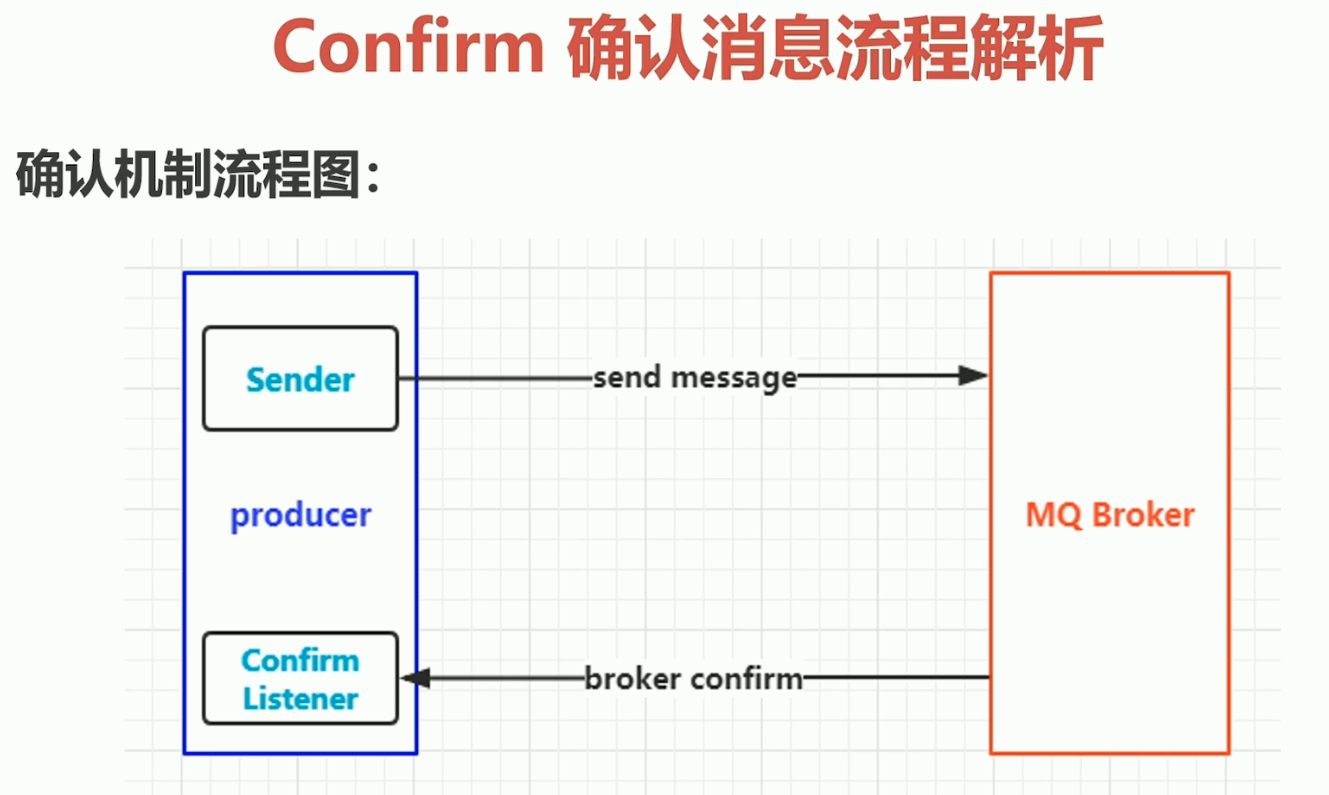 Confirm 确认消息流程解析
确认机制流程图：
Sender
send message
producer
MQ Broker
Confirm
Listener
broker confirm